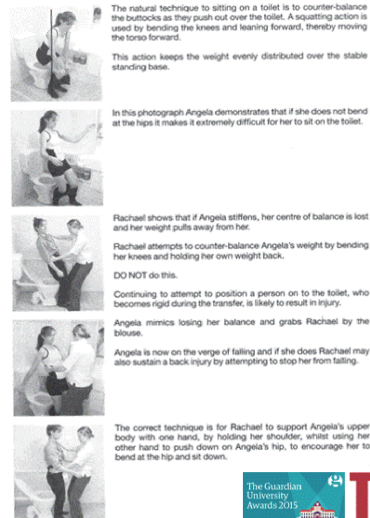 The natural technique to sitting on a toilet is to counter-balance
the buttocks as they push out over the toilet. A squatting action is
used by bending the knees and leaning forward, thereby moving
the torso forward.
This action keeps the weight evenly distributed over the stable
standing base.
In this photograph Angela demonstrates that if she does not bend
at the hips it makes it extremely difficult for her to sit on the toilet.
Rachael shows that if Angela stiffens, her centre of balance is lost
and her weight pulls away from her.
Rachael attempts to counter-balance Angela's weight by bending
her knees and holding her own weight back.
DO NOT do this.
Continuing to attempt to position a person on to the toilet, who
becomes rigid during the transfer, is likely to result in injury.
Angela mimics losing her balance and grabs Rachael by the
blouse.
Angela is now on the verge of falling and if she does Rachael may
also sustain a back injury by attempting to stop her from falling.
The correct technique is for Rachael to support Angela's upper
body with one hand, by holding her shoulder, whilst using her
other hand to push down on Angela's hip, to encourage her to
bend at the hip and sit down.
The Guardian
University
Awards 2015